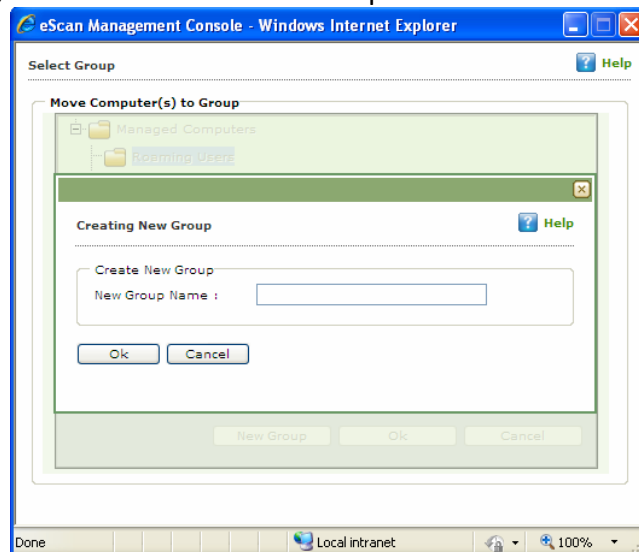 eScan Management Console - Windows Internet Explorer
Select Group
Help
Move Computer(s) to Group
Managed Computers
Roaming Users
Creating New Group
Help
Create New Group
New Group Name :
Ok Cancel
New Group Ok Cancel
Done Local intranet 100%